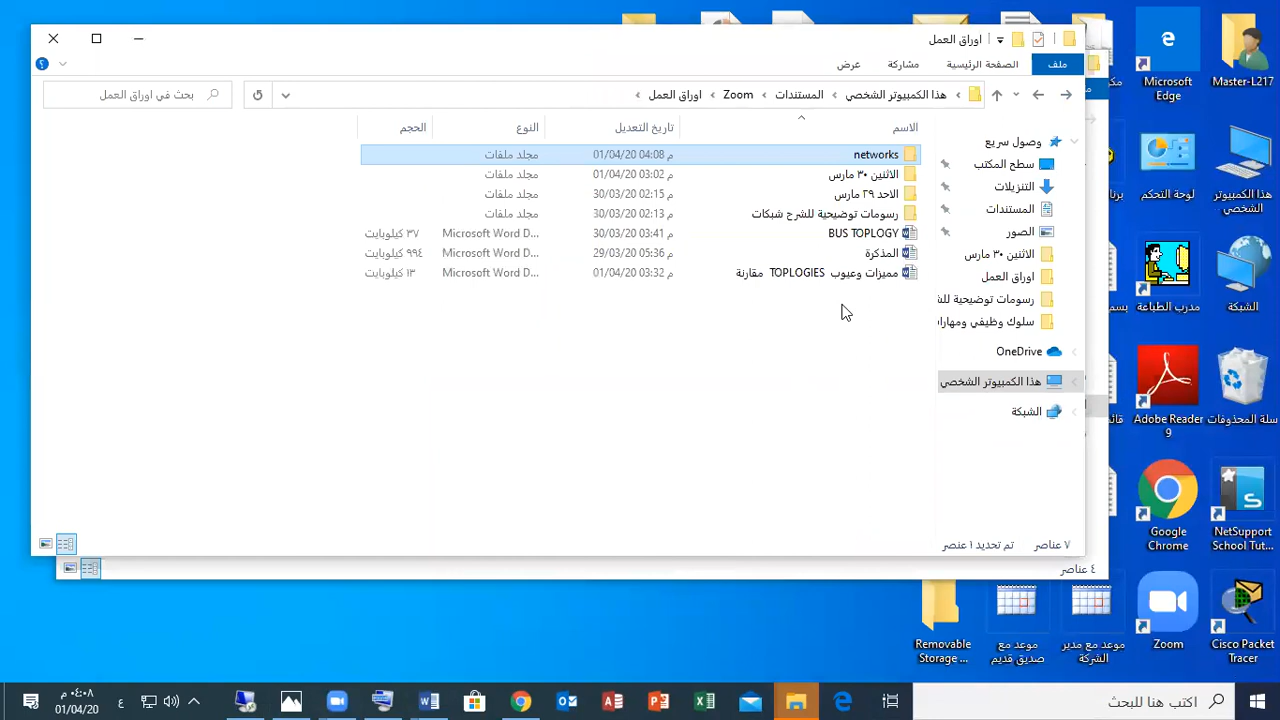 اوراق العمل
ملف
الصفحة الرئيسية
مشاركة
عرض
هذا الكمبيوتر الشخصي
المستندات
Zoom
اوراق العمل
بحث في اوراق العمل
الاسم
تاريخ التعديل
النوع
الحجم
networks
01/04/20 04:08 م
مجلد ملفات
الاثنين ٣٠ مارس
01/04/20 03:02 م
مجلد ملفات
الاحد ٢٩ مارس
30/03/20 02:15 م
مجلد ملفات
رسومات توضيحية للشرح شبكات
30/03/20 02:13 م
مجلد ملفات
BUS TOPLOGY
30/03/20 03:41 م
Microsoft Word D...
٣٧ كيلوبايت
المذكرة
29/03/20 05:36 م
Microsoft Word D...
٩٩٤ كيلوبايت
مميزات وعيوب TOPLOGIES مقارنة
01/04/20 03:32 م
Microsoft Word D...
وصول سريع
سطح المكتب
التنزيلات
المستندات
الصور
الاثنين ٣٠ مارس
اوراق العمل
رسومات توضيحية للش
سلوك وظيفي ومهار
OneDrive
هذا الكمبيوتر الشخصي
الشبكة
٧ عناصر
تم تحديد ١ عنصر
٤ عناصر
Master-L217
Microsoft
Edge
هذا الكمبيوتر
الشخصي
لوحة التحكم
الشبكة
مدرب الطباعة
سلة المحذوفات
Adobe Reader
9
NetSupport
School Tut...
Google
Chrome
Cisco Packet
Tracer
Zoom
موعد مع مدير
الشركة
موعد مع
صديق قديم
Removable
Storage ...
اكتب هنا للبحث
ع
٠٤:٠٨ م
01/04/20